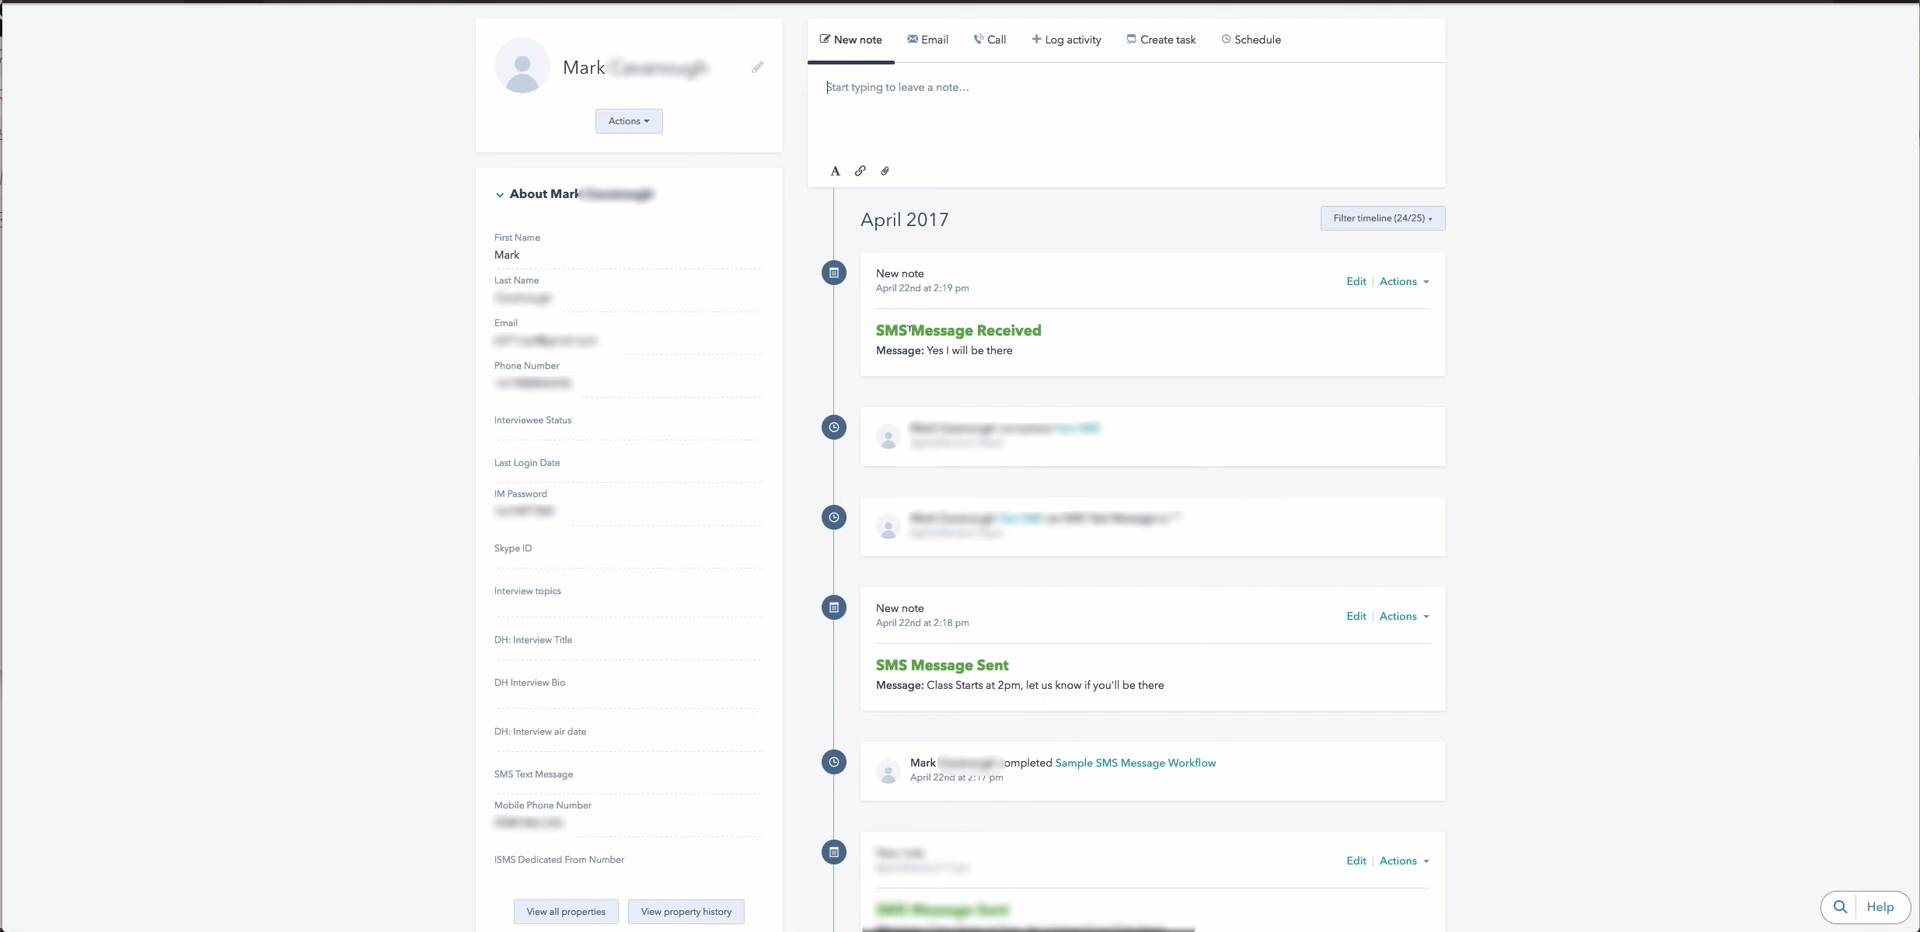 Mark
Actions
About Mark
First Name
Mark
Last Name
Email
Phone Number
Interviewee Status
Last Login Date
IM Password
Skype ID
Interview topics
DH: Interview Title
DH Interview Bio
DH: Interview air date
SMS Text Message
Mobile Phone Number
ISMS Dedicated From Number
View all properties View property history
New note Email Call Log activity Create task Schedule
Start typing to leave a note...
April 2017 Filter timeline (24/25)
New note
April 22nd at 2:19 pm
Edit | Actions
SMS Message Received
Message: Yes I will be there
New note
April 22nd at 2:18 pm
Edit | Actions
SMS Message Sent
Message: Class Starts at 2pm, let us know if you'll be there
Mark completed Sample SMS Message Workflow
April 22nd at 2:17 pm
Edit | Actions
Help